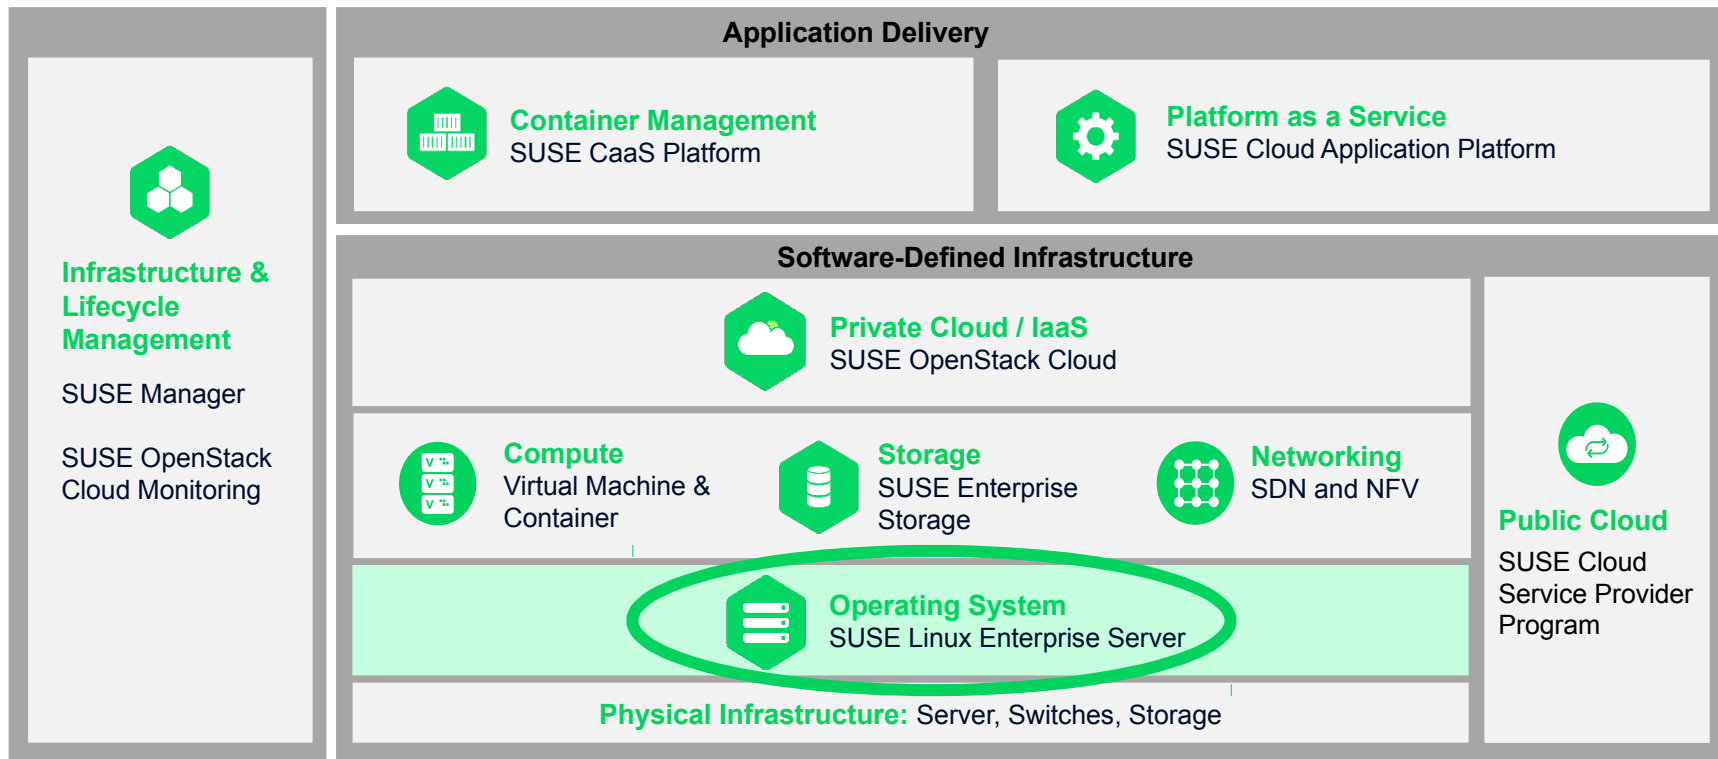 Infrastructure &
Lifecycle
Management
SUSE Manager
SUSE OpenStack
Cloud Monitoring
Application Delivery
Container Management
SUSE CaaS Platform
Platform as a Service
SUSE Cloud Application Platform
Software-Defined Infrastructure
Private Cloud / IaaS
SUSE OpenStack Cloud
Compute
Virtual Machine &
Container
Storage
SUSE Enterprise
Storage
Networking
SDN and NFV
Operating System
SUSE Linux Enterprise Server
Physical Infrastructure: Server, Switches, Storage
Public Cloud
SUSE Cloud
Service Provider
Program